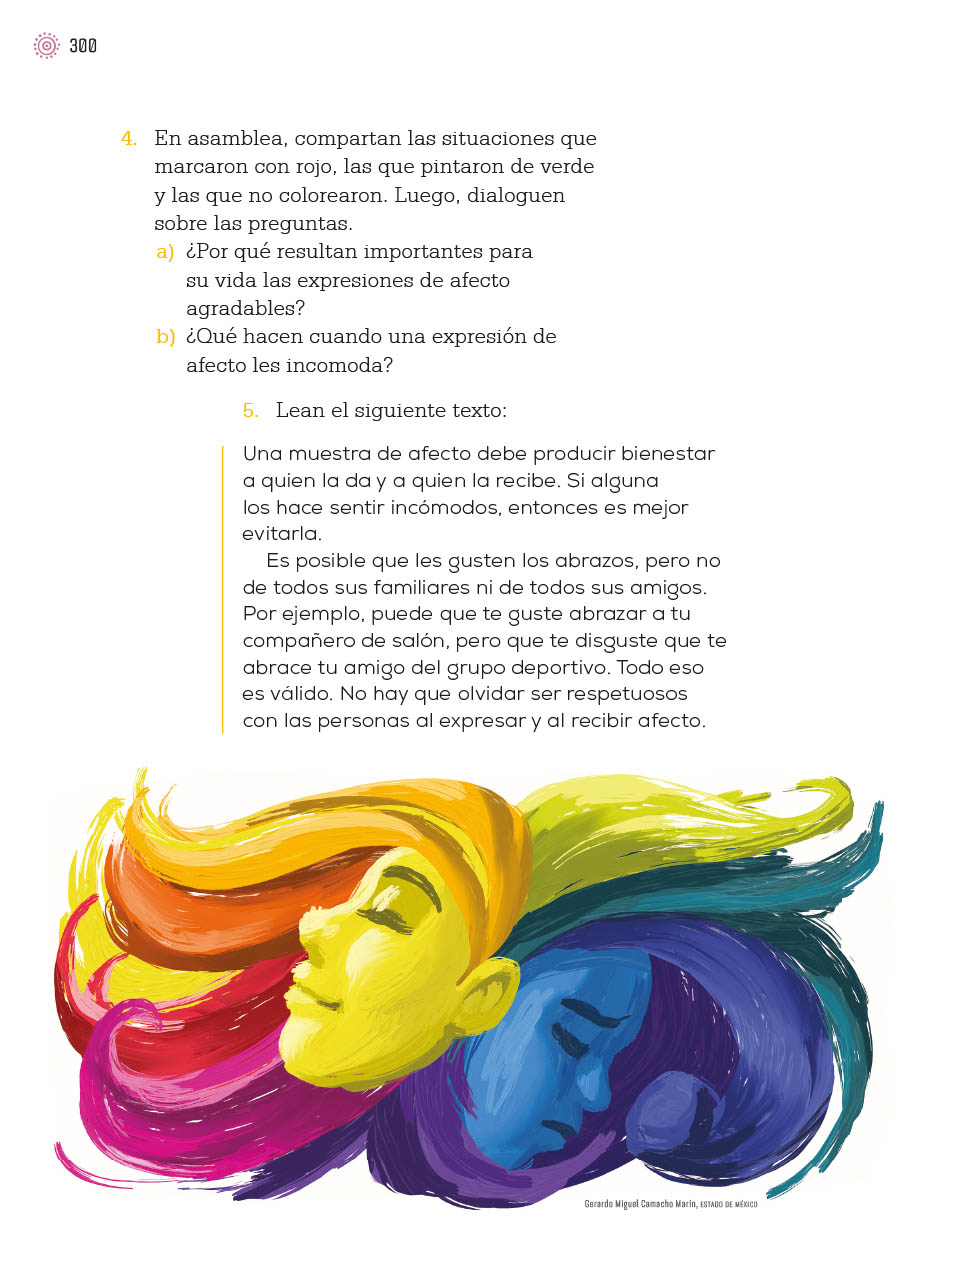 300
4. En asamblea, compartan las situaciones que
marcaron con rojo, las que pintaron de verde
y las que no colorearon. Luego, dialoguen
sobre las preguntas.
a) ¿Por qué resultan importantes para
su vida las expresiones de afecto
agradables?
b) ¿Qué hacen cuando una expresión de
afecto les incomoda?
5. Lean el siguiente texto:
Una muestra de afecto debe producir bienestar
a quien la da y a quien la recibe. Si alguna
los hace sentir incómodos, entonces es mejor
evitarla.
Es posible que les gusten los abrazos, pero no
de todos sus familiares ni de todos sus amigos.
Por ejemplo, puede que te guste abrazar a tu
compañero de salón, pero que te disguste que te
abrace tu amigo del grupo deportivo. Todo eso
es válido. No hay que olvidar ser respetuosos
con las personas al expresar y al recibir afecto.
Gerardo Miguel Camacho Marín, ESTADO DE MÉXICO